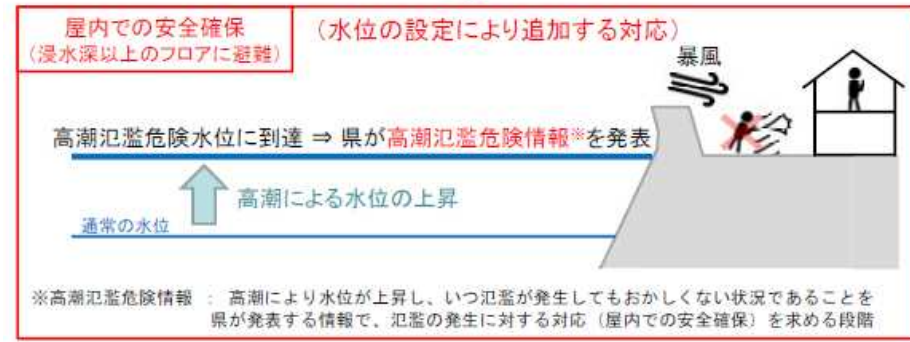 屋内での安全確保
（浸水深以上のフロアに避難）
（水位の設定により追加する対応）
暴風
高潮氾濫危険水位に到達 ⇒ 県が高潮氾濫危険情報※を発表
高潮による水位の上昇
通常の水位
※高潮氾濫危険情報 ： 高潮により水位が上昇し、いつ氾濫が発生してもおかしくない状況であることを
県が発表する情報で、氾濫の発生に対する対応（屋内での安全確保）を求める段階